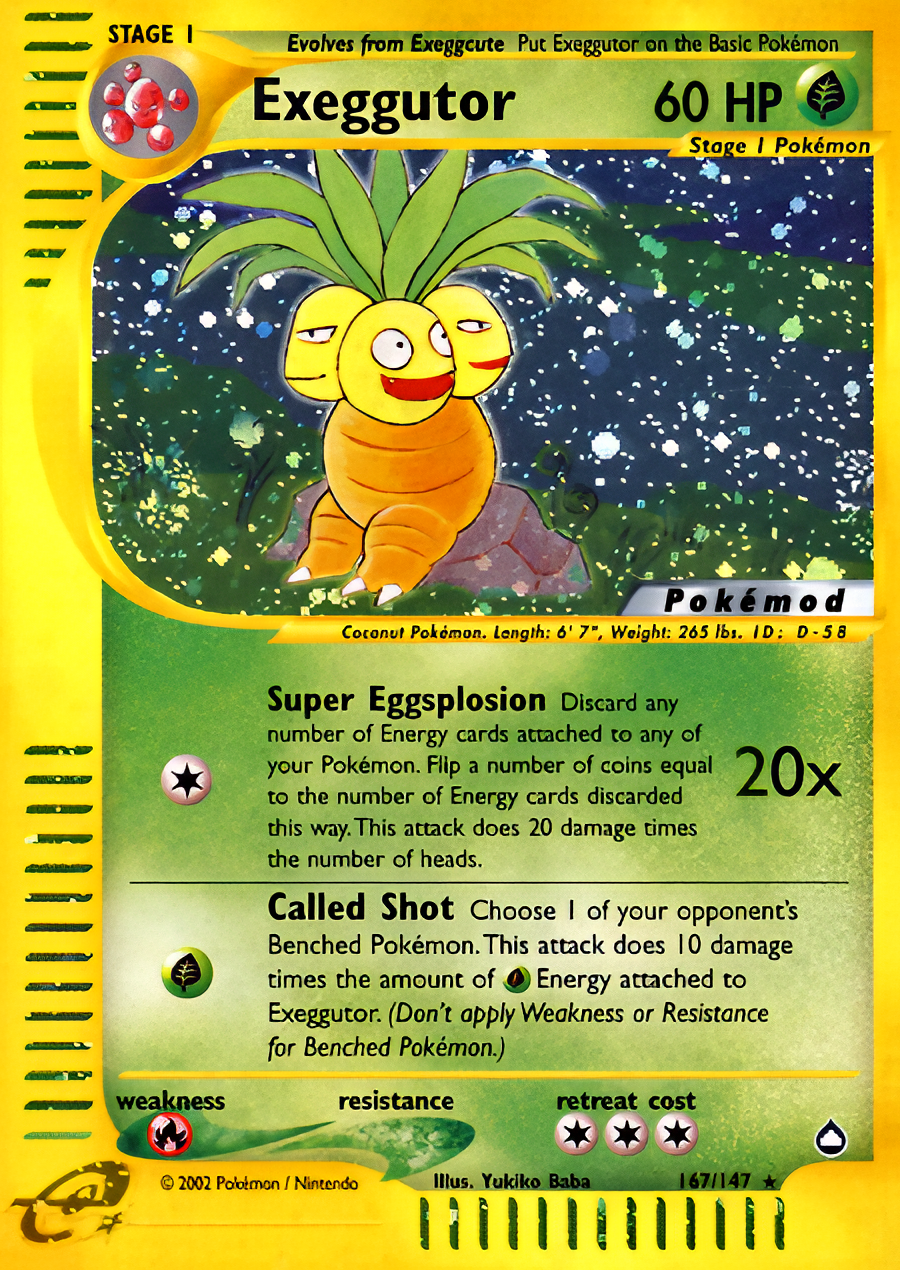 STAGE 1
Evolves from Exeggcute Put Exeggutor on the Basic Pokémon
Exeggutor 60 HP
Stage 1 Pokémon
Pokémod
Coconut Pokémon. Length: 6' 7", Weight: 265 lbs. ID: D-58
Super Eggsplosion Discard any
number of Energy cards attached to any of
your Pokémon. Flip a number of coins equal
to the number of Energy cards discarded
this way. This attack does 20 damage times
the number of heads.
20x
Called Shot Choose 1 of your opponent's
Benched Pokémon. This attack does 10 damage
times the amount of Energy attached to
Exeggutor. (Don't apply Weakness or Resistance
for Benched Pokémon.)
weakness resistance retreat cost
© 2002 Pokémon / Nintendo Illus. Yukiko Baba 167/147 ★